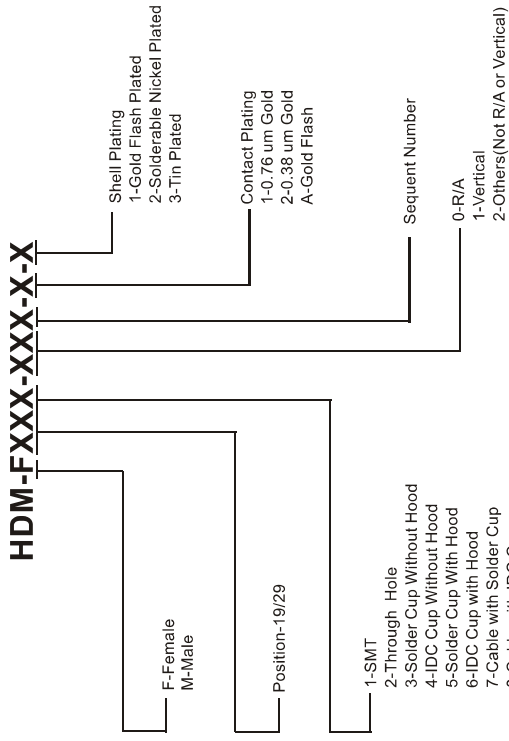 HDM-FXXX-XXX-X-X
F-Female
M-Male
Position-19/29
1-SMT
2-Through Hole
3-Solder Cup Without Hood
4-IDC Cup Without Hood
5-Solder Cup With Hood
6-IDC Cup with Hood
7-Cable with Solder Cup
Shell Plating
1-Gold Flash Plated
2-Solderable Nickel Plated
3-Tin Plated
Contact Plating
1-0.76 um Gold
2-0.38 um Gold
A-Gold Flash
Sequent Number
0-R/A
1-Vertical
2-Others(Not R/A or Vertical)